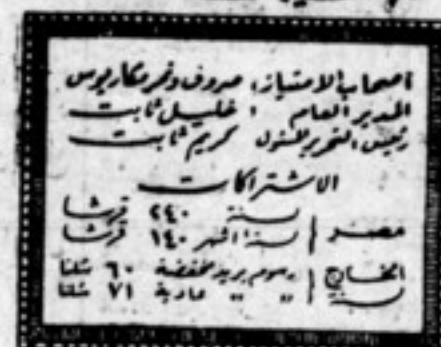 اصحاب الامتياز: صروف ونمر ومكاريوس
المدير العام : خليل ثابت
رئيس التحرير المسئول كريم ثابت
الاشتراكات
مصر سنة ٢٤٠ قرشا
ستة اشهر ١٤٠ قرشا
الخارج رسوم بريد مخفضة ٦٠ شلنا
سنة " " عادية ٧١ شلنا